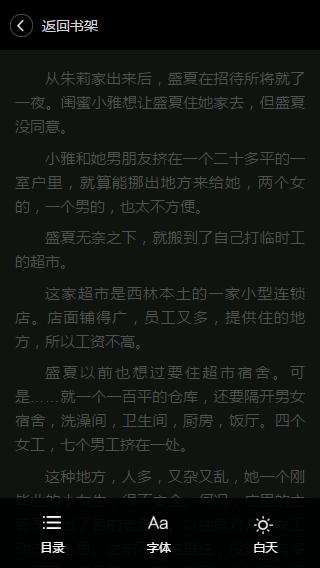 返回书架
从朱莉家出来后，盛夏在招待所将就了
一夜。闺蜜小雅想让盛夏住她家去，但盛夏
没同意。
小雅和她男朋友挤在一个二十多平的一
室户里，就算能挪出地方来给她，两个女
的，一个男的，也太不方便。
盛夏无奈之下，就搬到了自己打临时工
的超市。
这家超市是西林本土的一家小型连锁
店。店面铺得广，员工又多，提供住的地
方，所以工资不高。
盛夏以前也想过要住超市宿舍。可
是……就一个一百平的仓库，还要隔开男女
宿舍，洗澡间，卫生间，厨房，饭厅。四个
女工，七个男工挤在一处。
这种地方，人多，又杂又乱，她一个刚
目录
字体
白天
Aa